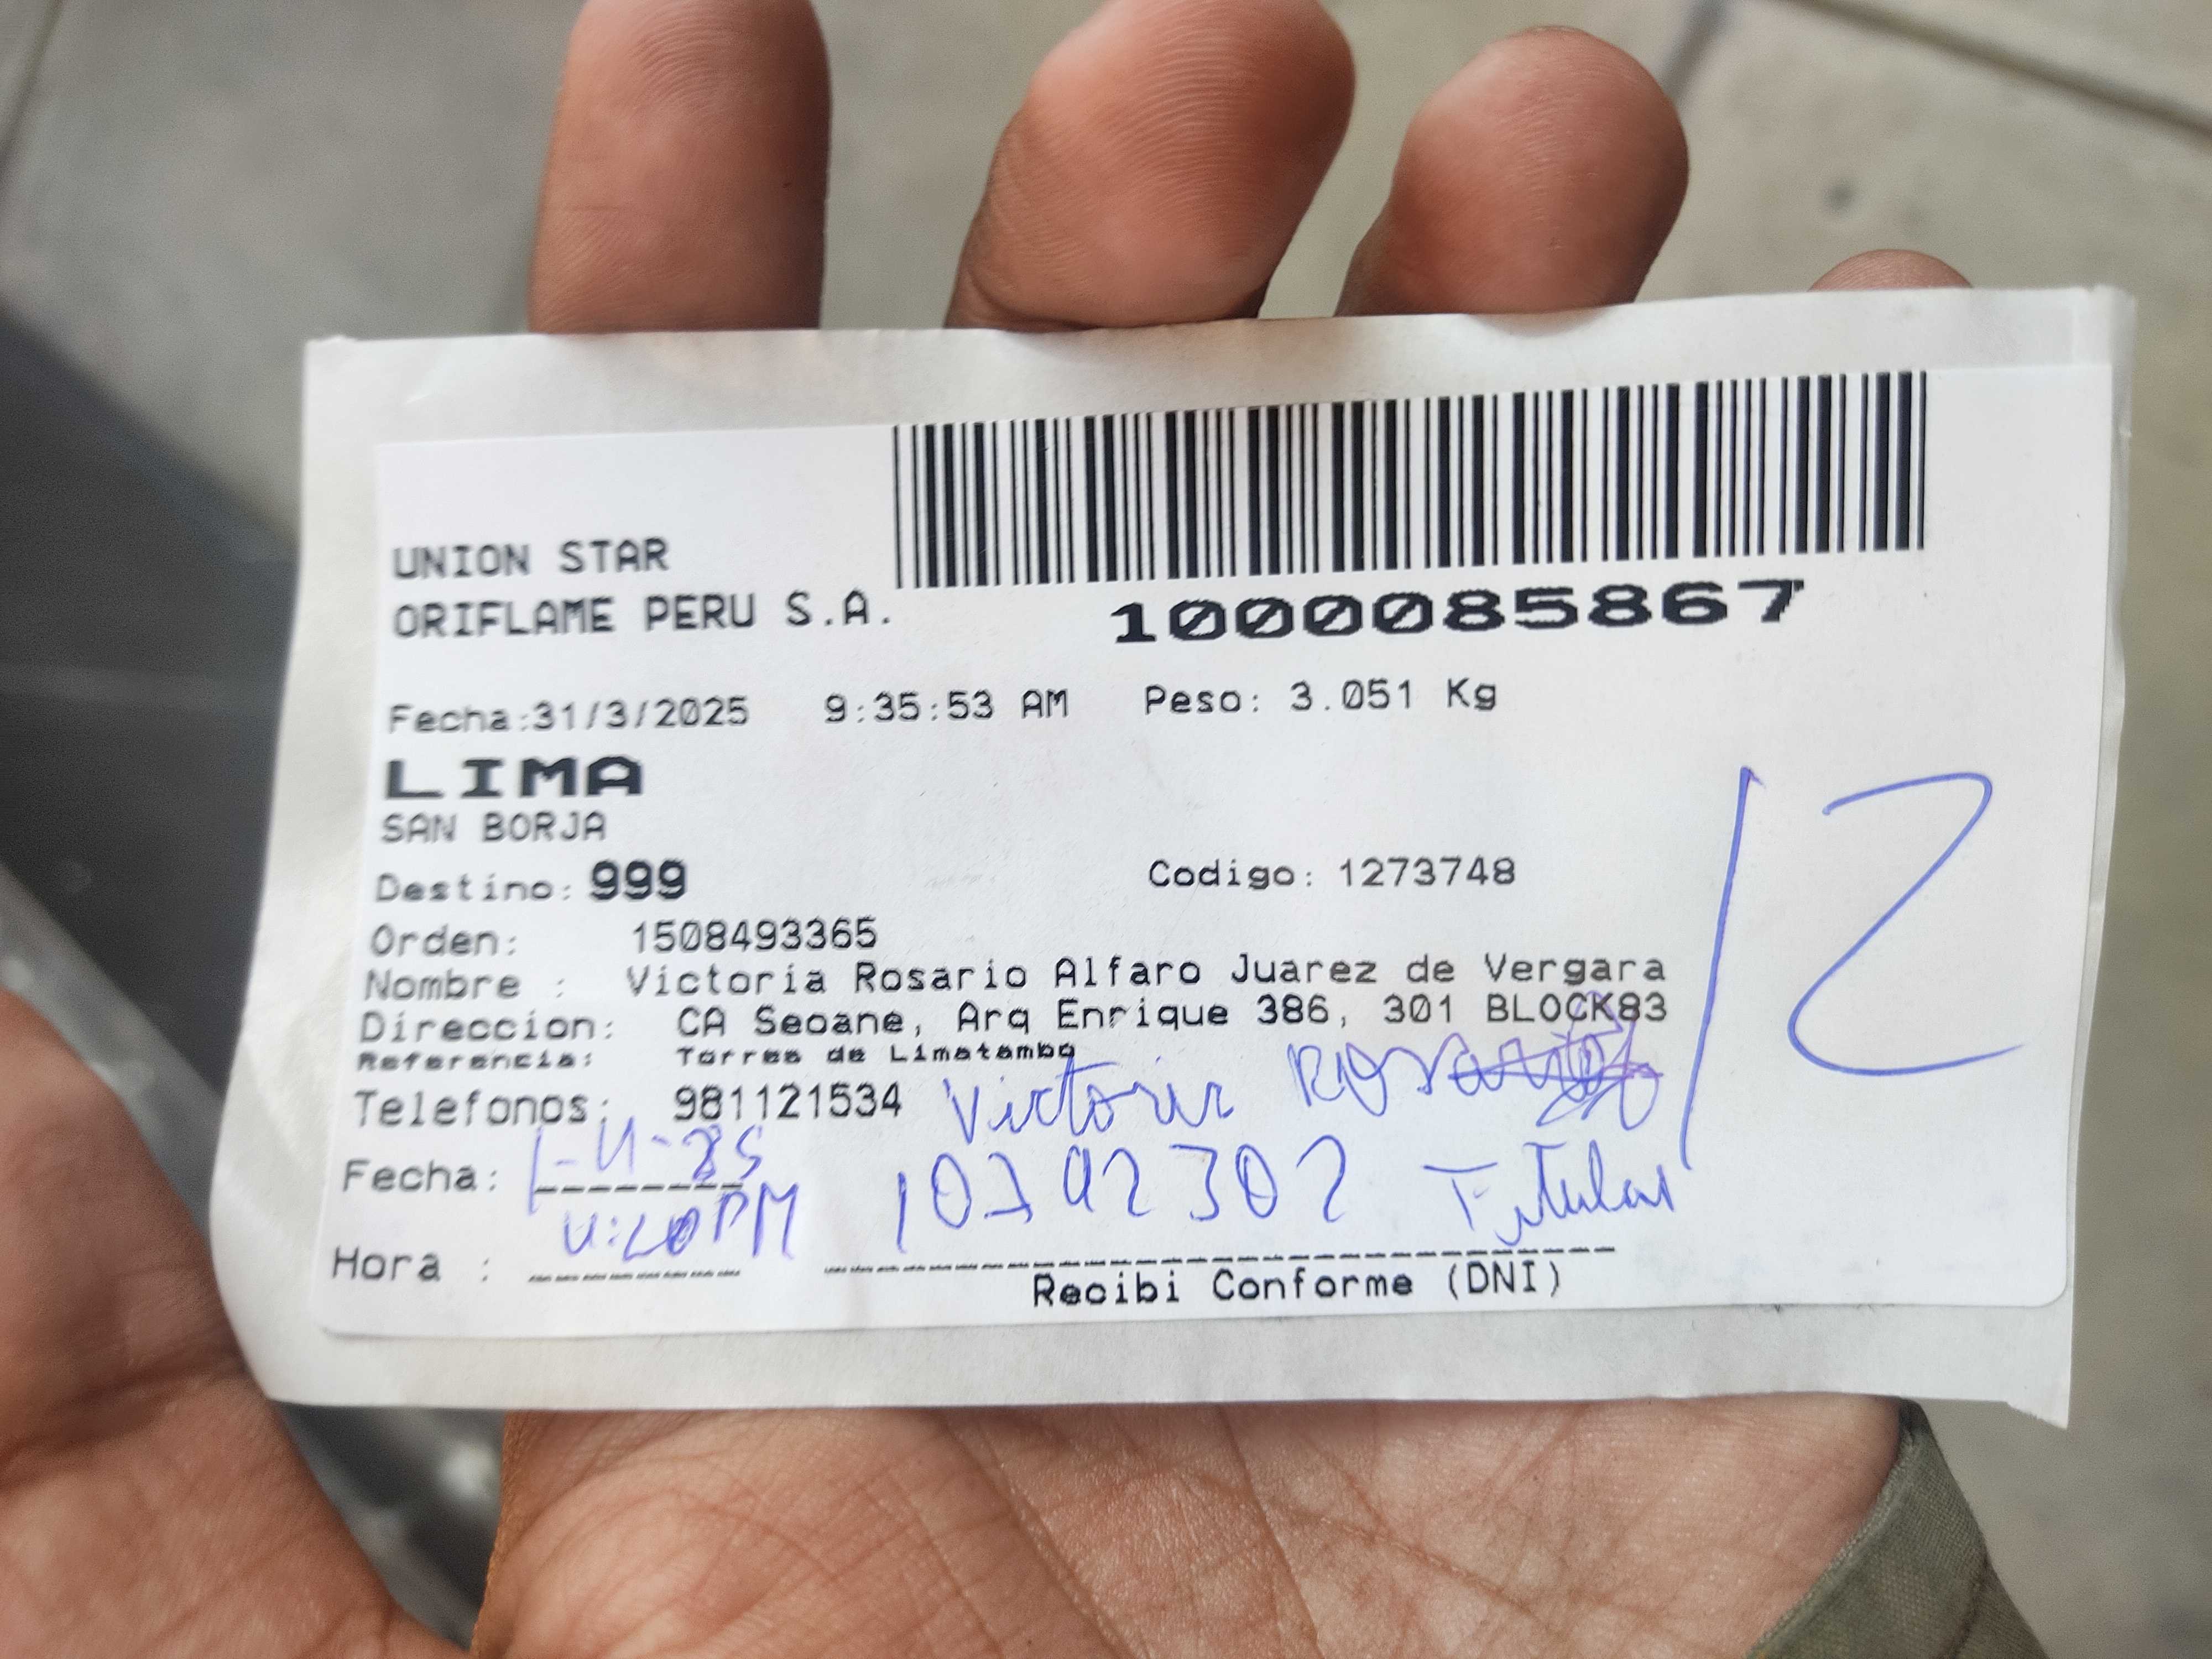 UNION STAR
ORIFLAME PERU S.A.
1000085867
Fecha:31/3/2025 9:35:53 AM Peso: 3.051 Kg
LIMA
SAN BORJA
Destino: 999 Codigo: 1273748
12
Orden: 1508493365
Nombre : Victoria Rosario Alfaro Juarez de Vergara
Direccion: CA Seoane, Arq Enrique 386, 301 BLOCK83
Referencia: Torres de Limatambo
Telefonos: 981121534 Victoria Rosario
Fecha: 1-4-25
Titular
Hora : 4:20PM
Recibi Conforme (DNI)